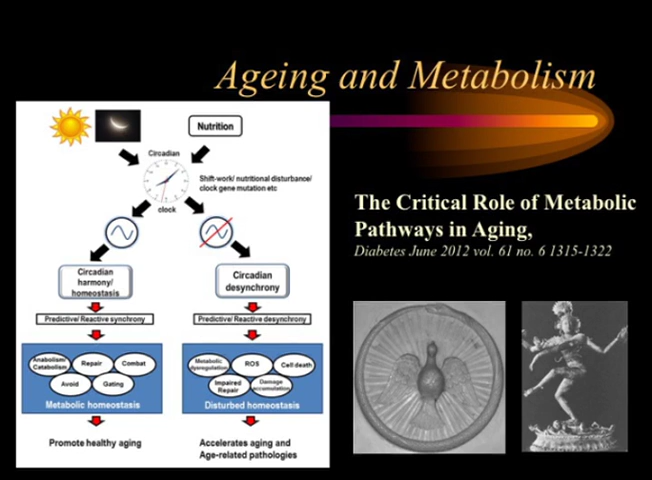 Ageing and Metabolism
Nutrition
Circadian
clock
Shift-work/ nutritional disturbance/
clock gene mutation etc
Circadian
harmony/
homeostasis
Circadian
desynchrony
Predictive/ Reactive synchrony
Predictive/ Reactive desynchrony
Anabolism/
Catabolism
Repair
Combat
Avoid
Gating
Metabolic homeostasis
Metabolic
dysregulation
ROS
Cell death
Impaired
Repair
Damage
accumulation
Disturbed homeostasis
Promote healthy aging
Accelerates aging and
Age-related pathologies
The Critical Role of Metabolic
Pathways in Aging,
Diabetes June 2012 vol. 61 no. 6 1315-1322